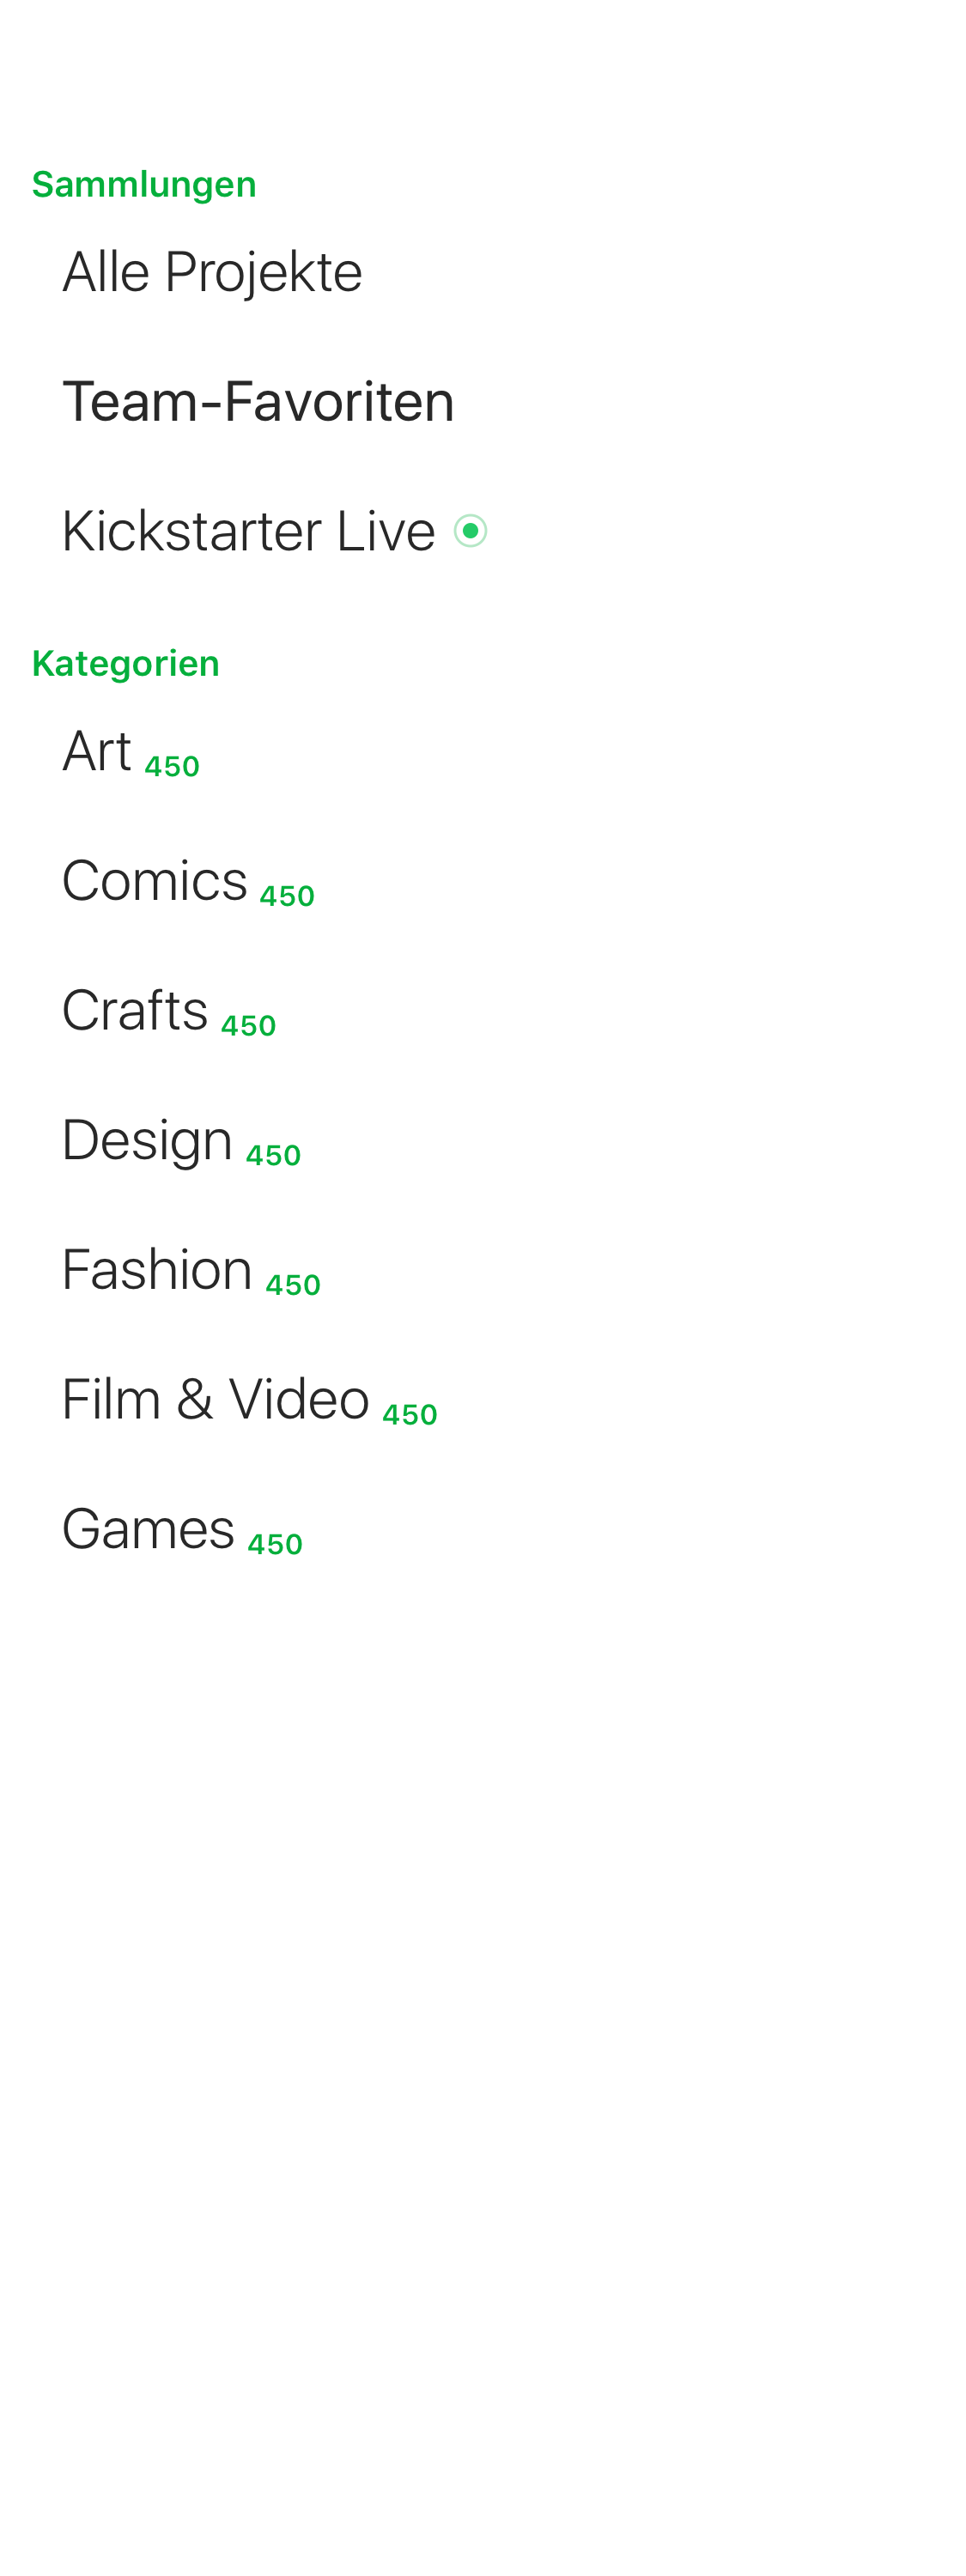 Sammlungen
Alle Projekte
Team-Favoriten
Kickstarter Live
Kategorien
Art 450
Comics 450
Crafts 450
Design 450
Fashion 450
Film & Video 450
Games 450